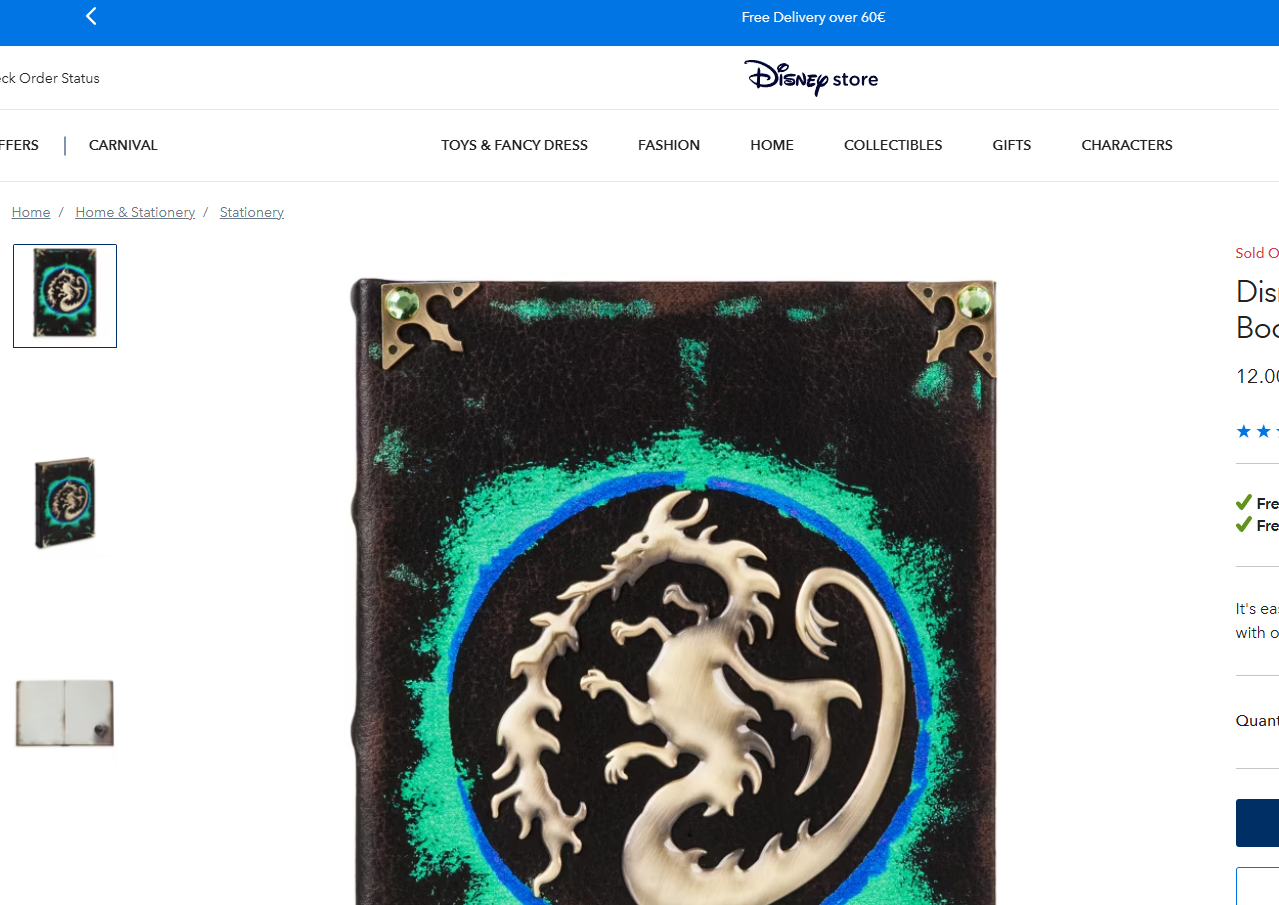 Free Delivery over 60€
ck Order Status
Disney store
FFERS
CARNIVAL
TOYS & FANCY DRESS
FASHION
HOME
COLLECTIBLES
GIFTS
CHARACTERS
Home / Home & Stationery / Stationery
Sold O
Dis
Boo
12.00
Fre
Fre
It's eas
with o
Quant